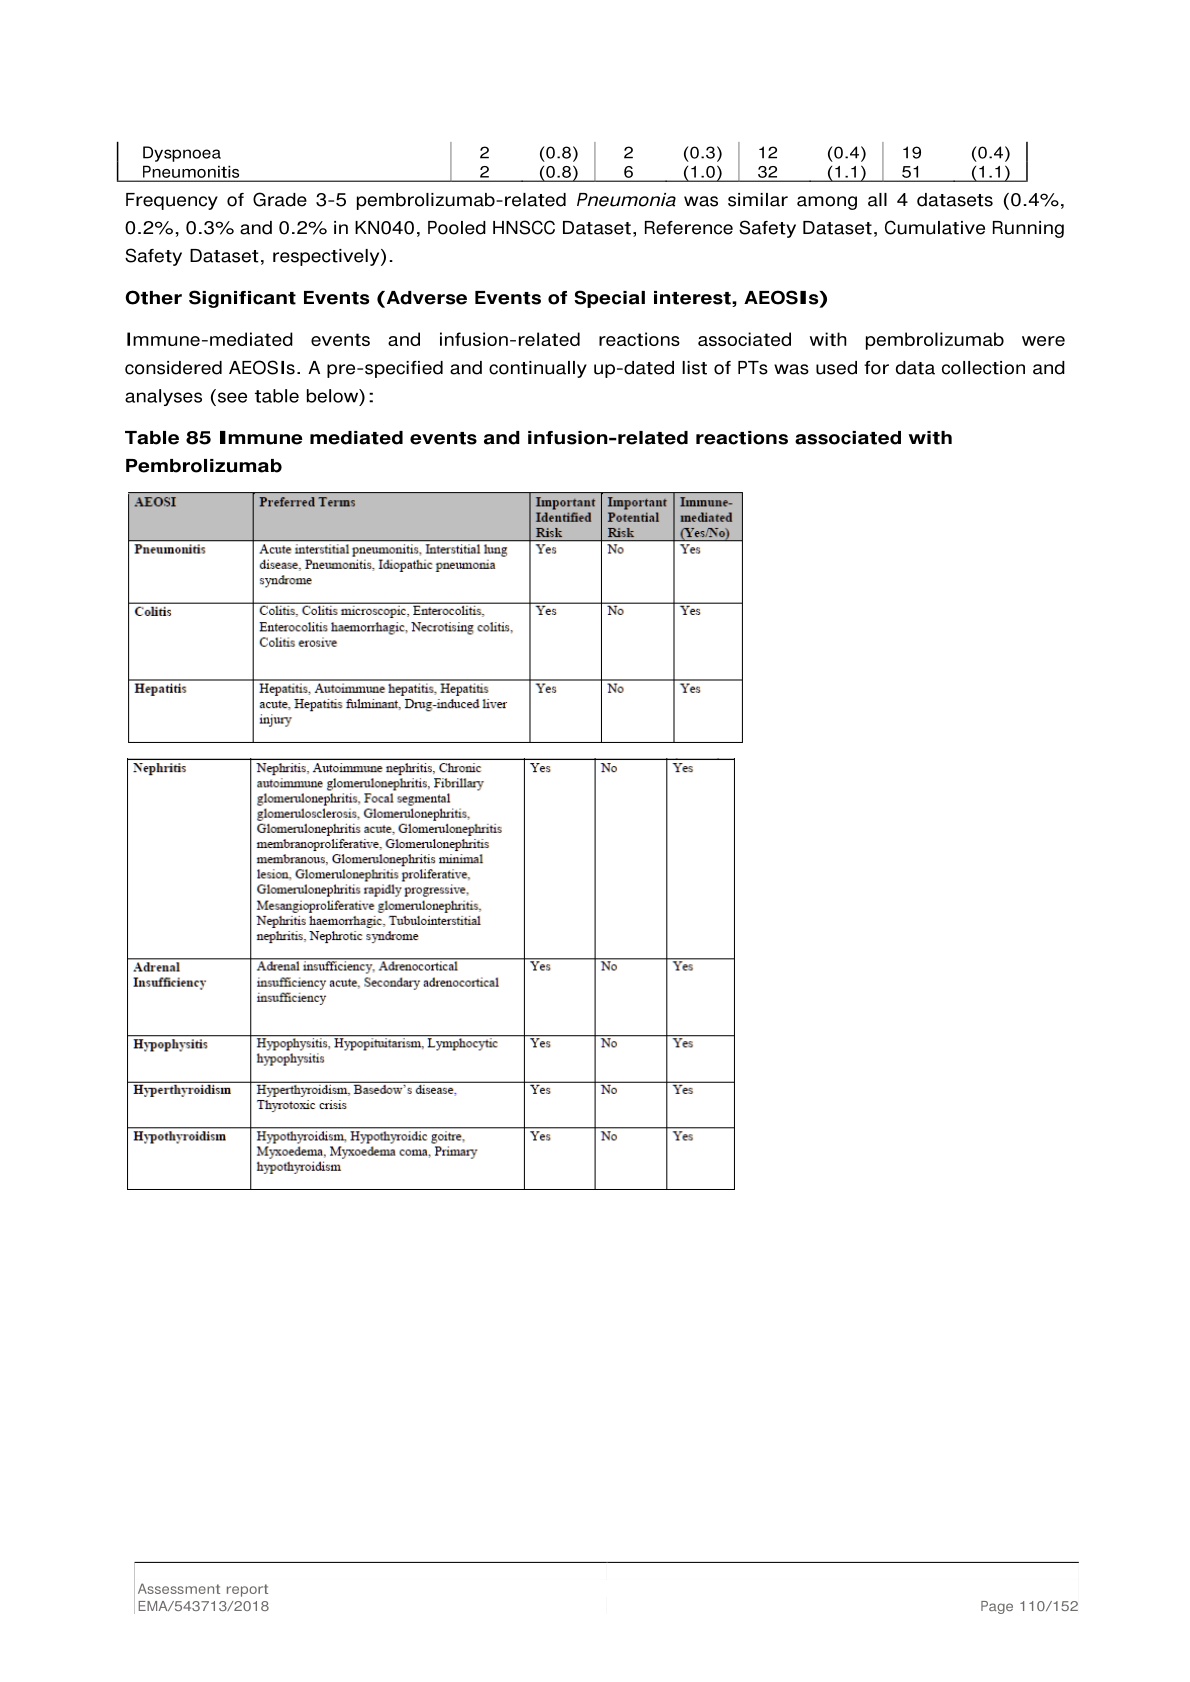 Dyspnoea 2 (0.8) 2 (0.3) 12 (0.4) 19 (0.4)
Pneumonitis 2 (0.8) 6 (1.0) 32 (1.1) 51 (1.1)
Frequency of Grade 3-5 pembrolizumab-related Pneumonia was similar among all 4 datasets (0.4%,
0.2%, 0.3% and 0.2% in KN040, Pooled HNSCC Dataset, Reference Safety Dataset, Cumulative Running
Safety Dataset, respectively).
Other Significant Events (Adverse Events of Special interest, AEOSIs)
Immune-mediated events and infusion-related reactions associated with pembrolizumab were
considered AEOSIs. A pre-specified and continually up-dated list of PTs was used for data collection and
analyses (see table below):
Table 85 Immune mediated events and infusion-related reactions associated with
Pembrolizumab
AEOSI Preferred Terms Important Important Immune-
Identified Potential mediated
Risk Risk (Yes/No)
Pneumonitis Acute interstitial pneumonitis, Interstitial lung Yes No Yes
disease, Pneumonitis, Idiopathic pneumonia
syndrome
Colitis Colitis, Colitis microscopic, Enterocolitis, Yes No Yes
Enterocolitis haemorrhagic, Necrotising colitis,
Colitis erosive
Hepatitis Hepatitis, Autoimmune hepatitis, Hepatitis Yes No Yes
acute, Hepatitis fulminant, Drug-induced liver
injury
Nephritis Nephritis, Autoimmune nephritis, Chronic Yes No Yes
autoimmune glomerulonephritis, Fibrillary
glomerulonephritis, Focal segmental
glomerulosclerosis, Glomerulonephritis,
Glomerulonephritis acute, Glomerulonephritis
membranoproliferative, Glomerulonephritis
membranous, Glomerulonephritis minimal
lesion, Glomerulonephritis proliferative,
Glomerulonephritis rapidly progressive,
Mesangioproliferative glomerulonephritis,
Nephritis haemorrhagic, Tubulointerstitial
nephritis, Nephrotic syndrome
Adrenal Adrenal insufficiency, Adrenocortical Yes No Yes
Insufficiency insufficiency acute, Secondary adrenocortical
insufficiency
Hypophysitis Hypophysitis, Hypopituitarism, Lymphocytic Yes No Yes
hypophysitis
Hyperthyroidism Hyperthyroidism, Basedow's disease, Yes No Yes
Thyrotoxic crisis
Hypothyroidism Hypothyroidism, Hypothyroidic goitre, Yes No Yes
Myxoedema, Myxoedema coma, Primary
hypothyroidism
Assessment report
EMA/543713/2018 Page 110/152